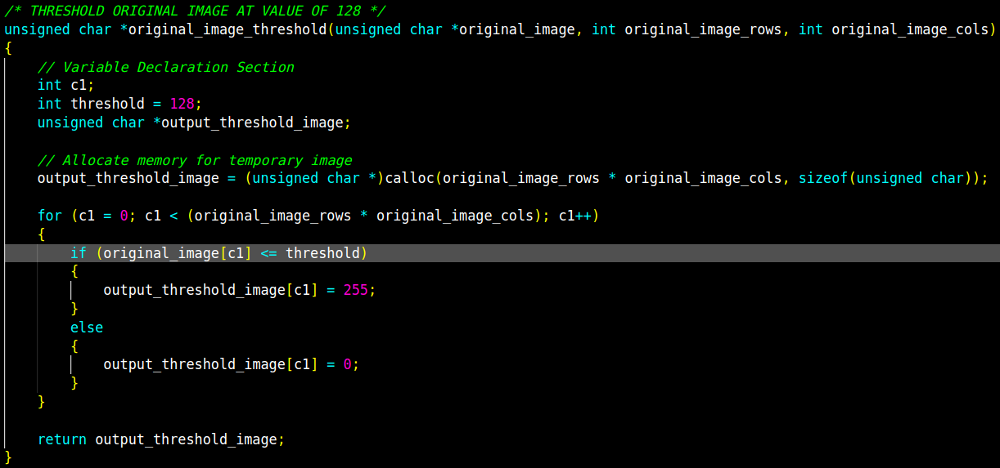 /* THRESHOLD ORIGINAL IMAGE AT VALUE OF 128 */
unsigned char *original_image_threshold(unsigned char *original_image, int original_image_rows, int original_image_cols)
{
    // Variable Declaration Section
    int c1;
    int threshold = 128;
    unsigned char *output_threshold_image;

    // Allocate memory for temporary image
    output_threshold_image = (unsigned char *)calloc(original_image_rows * original_image_cols, sizeof(unsigned char));

    for (c1 = 0; c1 < (original_image_rows * original_image_cols); c1++)
    {
        if (original_image[c1] <= threshold)
        {
            output_threshold_image[c1] = 255;
        }
        else
        {
            output_threshold_image[c1] = 0;
        }
    }

    return output_threshold_image;
}